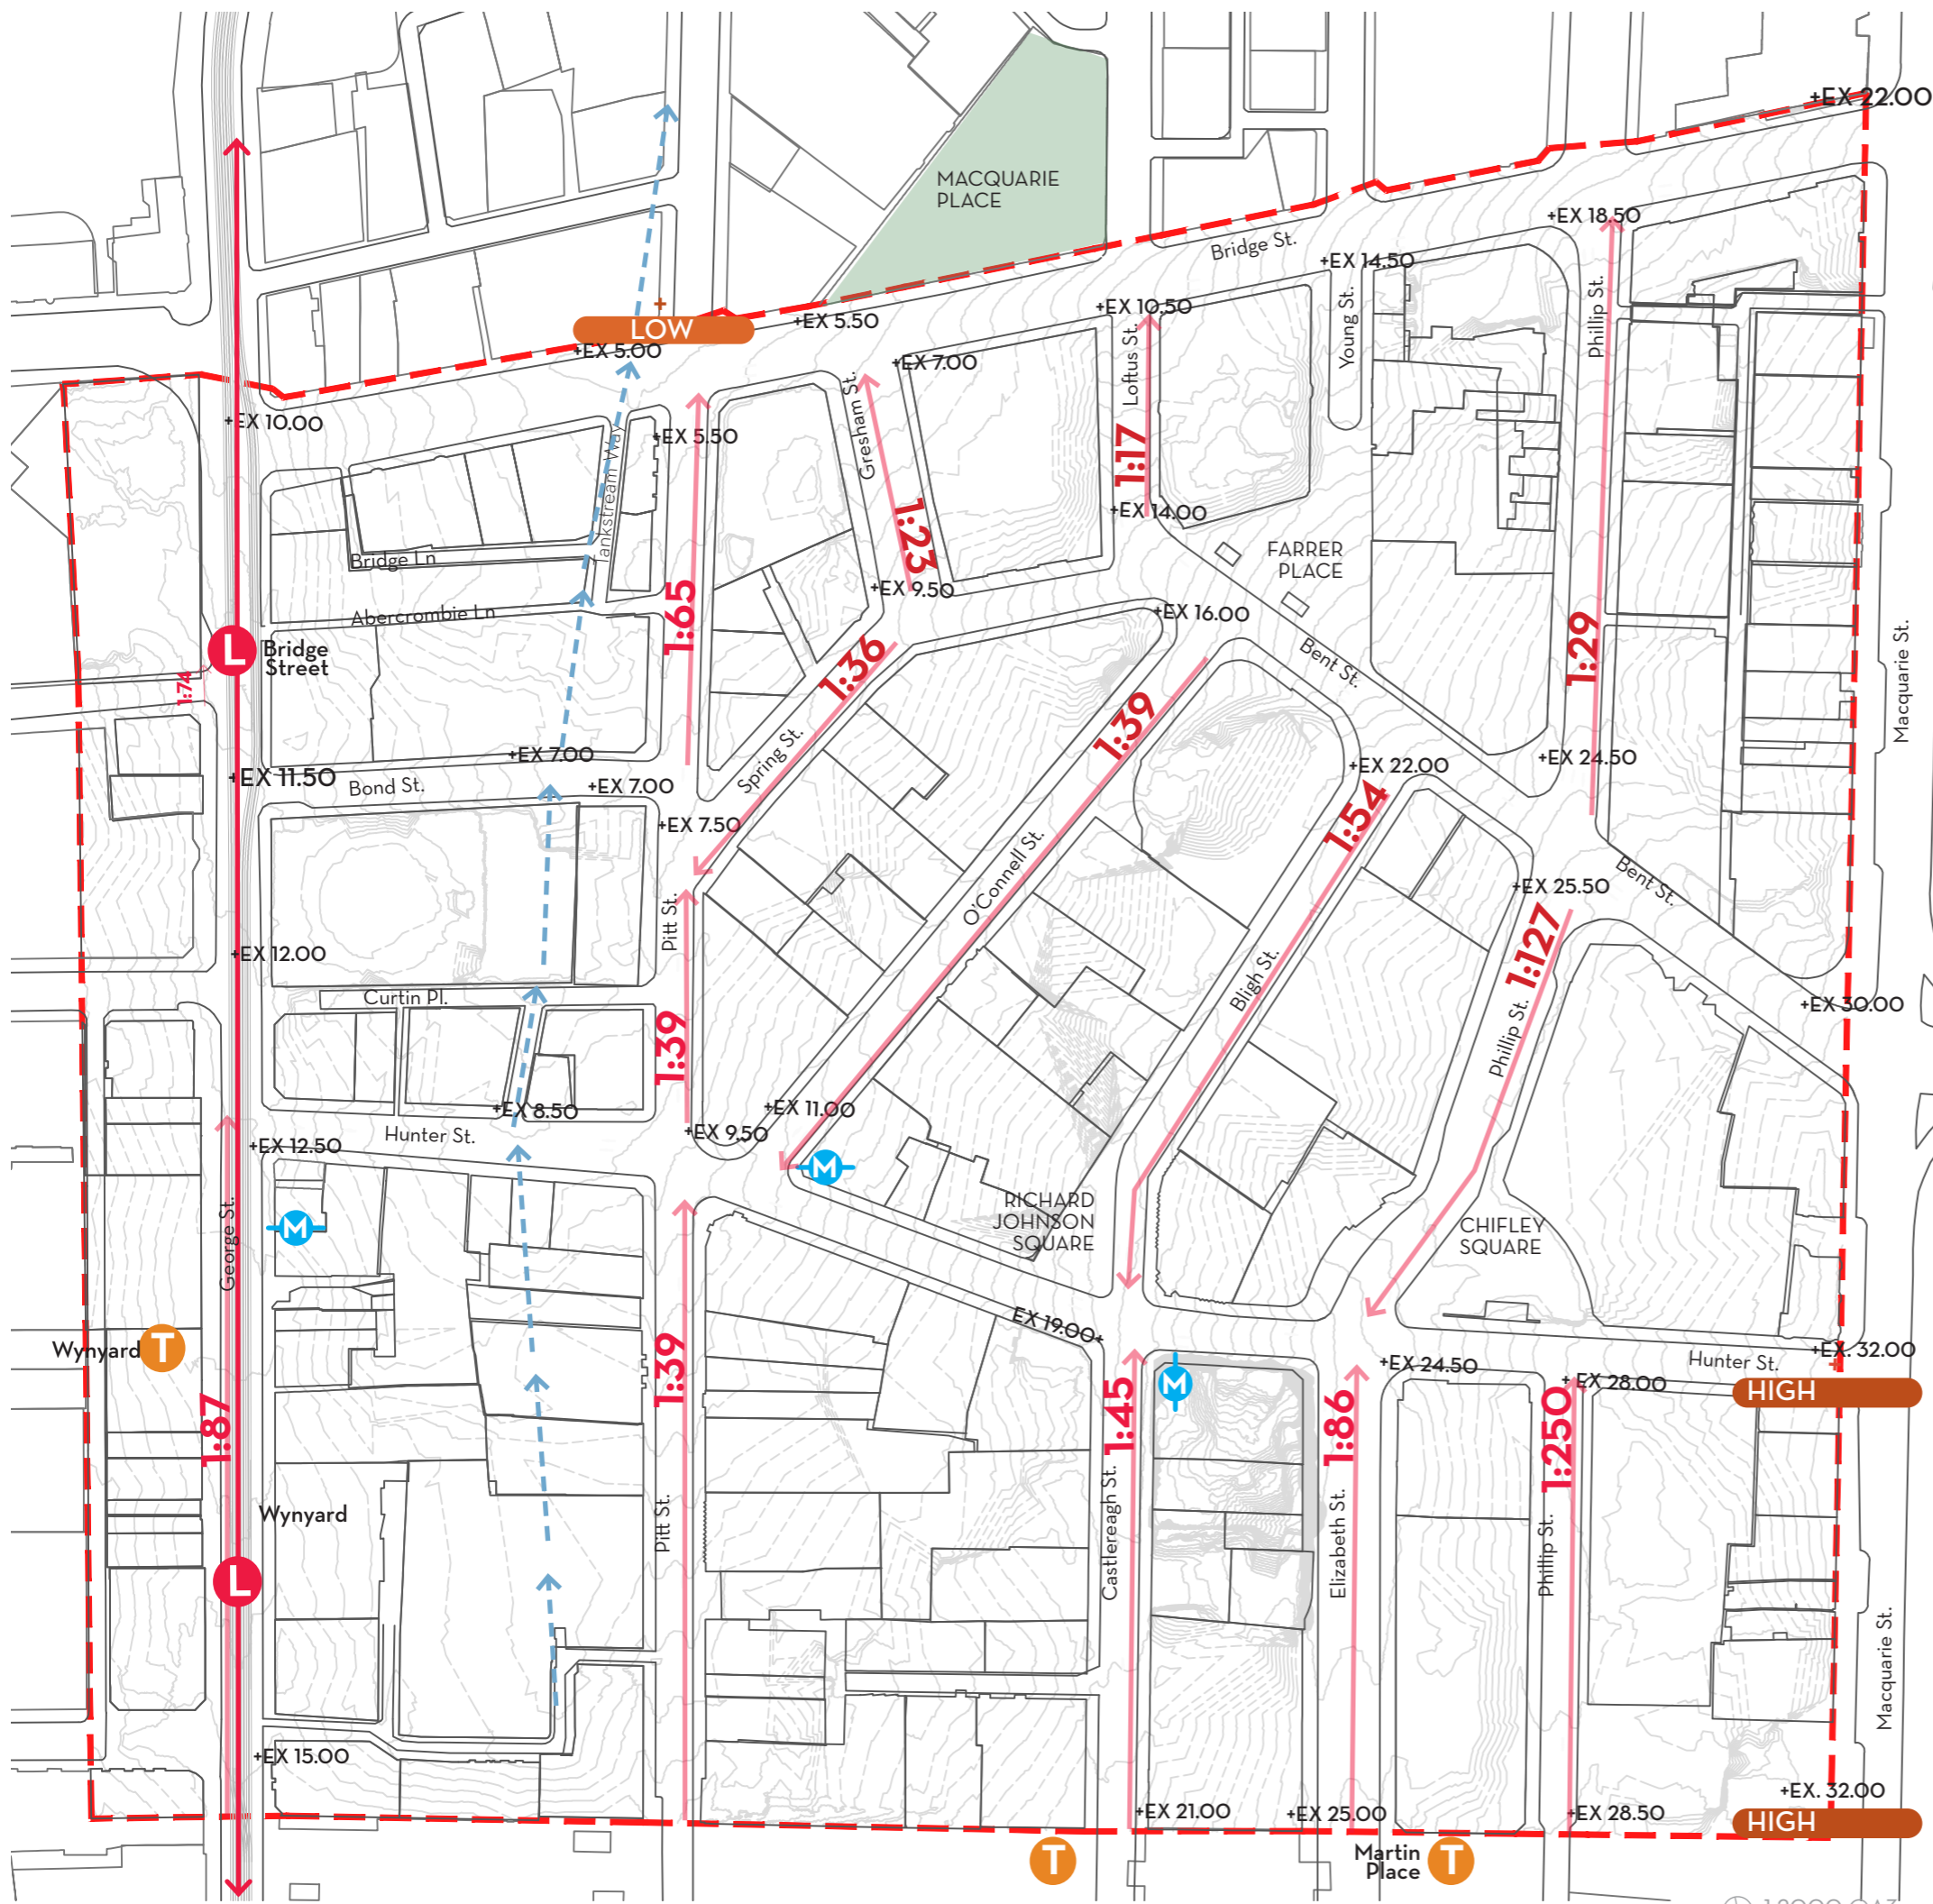 +EX 22.00
MACQUARIE
PLACE
+EX 18.50
Bridge St.
+EX 14.50
+EX 10.50
+EX 5.50
LOW
+EX 5.00
+EX 7.00
Loftus St.
Young St.
Phillip St.
+EX 10.00
+EX 5.50
Gresham St.
Tankstream Way
1:17
+EX 14.00
1:23
FARRER
PLACE
Bridge Ln
+EX 9.50
Abercrombie Ln
1:65
+EX 16.00
L
Bridge
Street
1:36
Bent St.
1:29
Macquarie St.
1:74
1:39
Spring St.
+EX 7.00
+EX 24.50
+EX 22.00
+EX 11.50
Bond St.
+EX 7.00
1:54
+EX 7.50
O'Connell St.
+EX 25.50
Bent St.
Pitt St.
+EX 12.00
1:127
Bligh St.
Curtin Pl.
+EX 30.00
1:39
Phillip St.
+EX 8.50
+EX 11.00
Hunter St.
+EX 9.50
+EX 12.50
M
RICHARD
JOHNSON
SQUARE
CHIFLEY
SQUARE
M
George St.
EX 19.00+
Wynyard
T
1:39
Hunter St.
+EX. 32.00
+EX 24.50
+EX 28.00
HIGH
M
1:45
1:86
1:250
1:87
Wynyard
Pitt St.
Castlereagh St.
Elizabeth St.
Phillip St.
L
Macquarie St.
+EX 15.00
+EX. 32.00
+EX 21.00
+EX 25.00
+EX 28.50
HIGH
T
Martin
Place
T